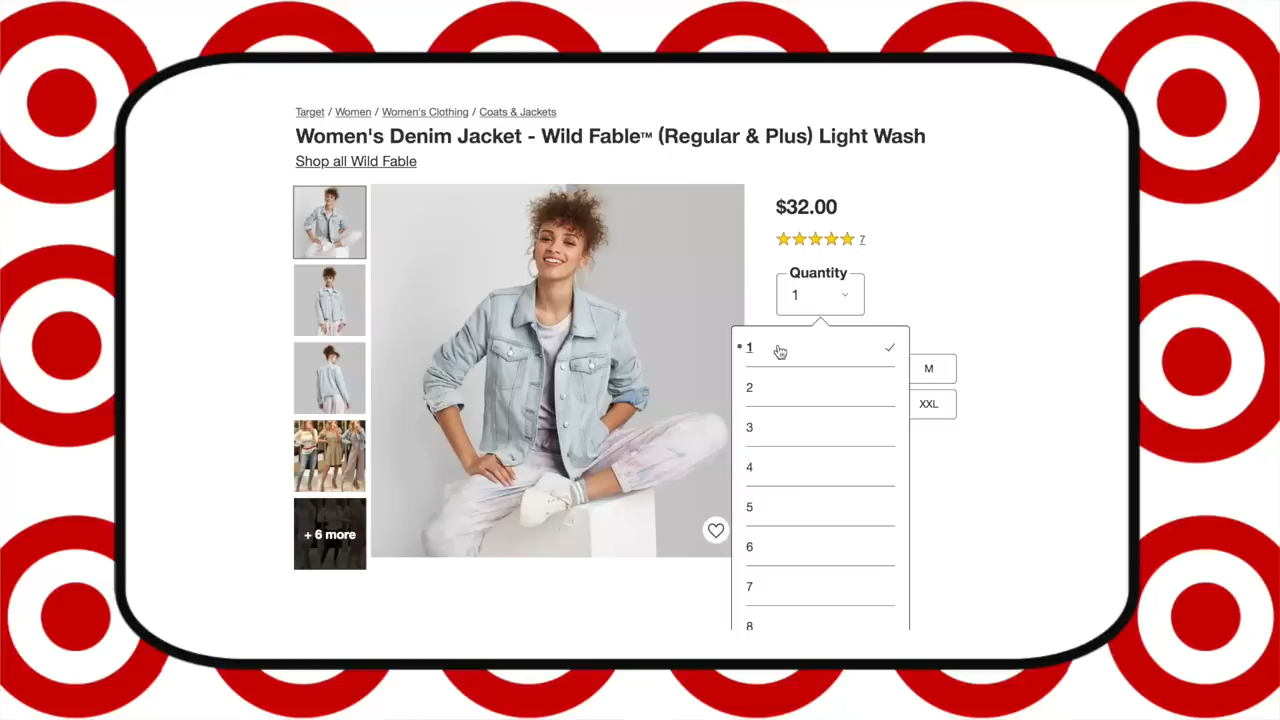 Target / Women / Women's Clothing / Coats & Jackets
Women's Denim Jacket - Wild Fable™ (Regular & Plus) Light Wash
Shop all Wild Fable
$32.00
7
Quantity
1
1
2
3
4
5
6
7
8
M
XXL
+ 6 more